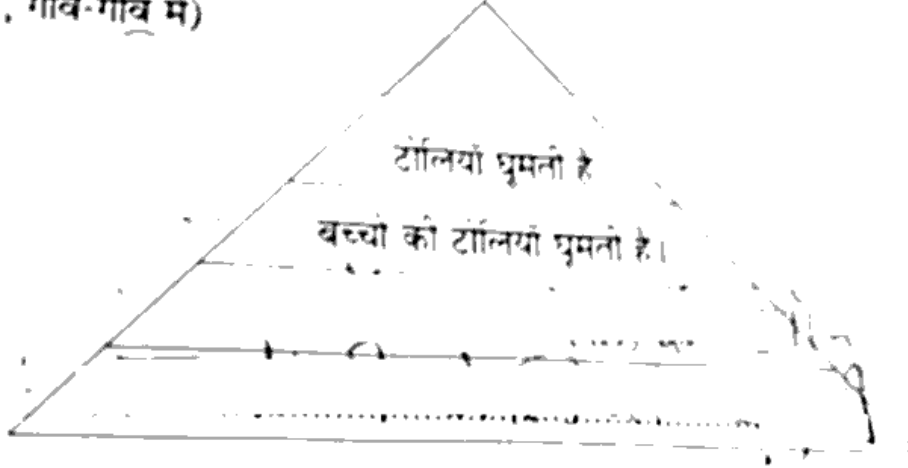 , गाँव-गाँव में)
टोलियाँ घूमती है
बच्चों की टोलियाँ घूमती है।